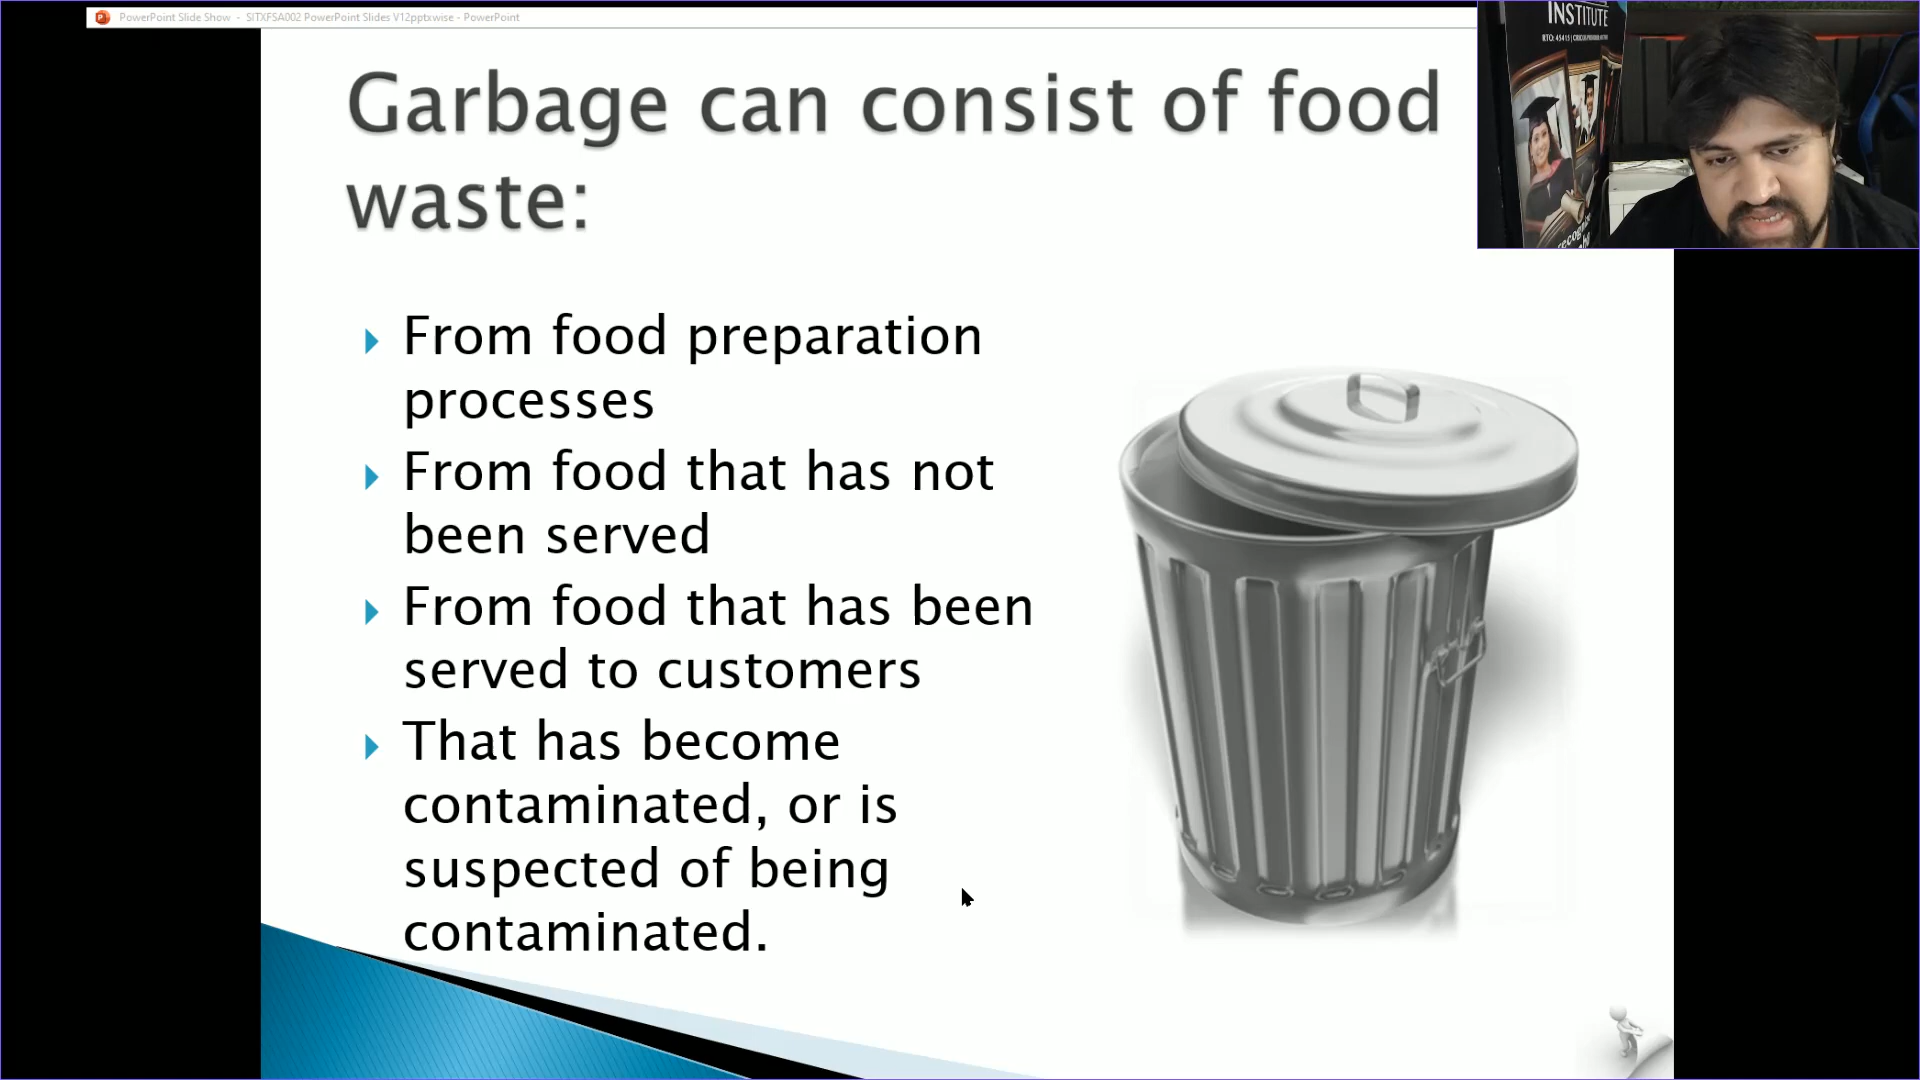 PowerPoint Slide Show - SITXFSA002 PowerPoint Slides V12pptxwise - PowerPoint
INSTITUTE
Garbage can consist of food
waste:
From food preparation
processes
From food that has not
been served
From food that has been
served to customers
That has become
contaminated, or is
suspected of being
contaminated.